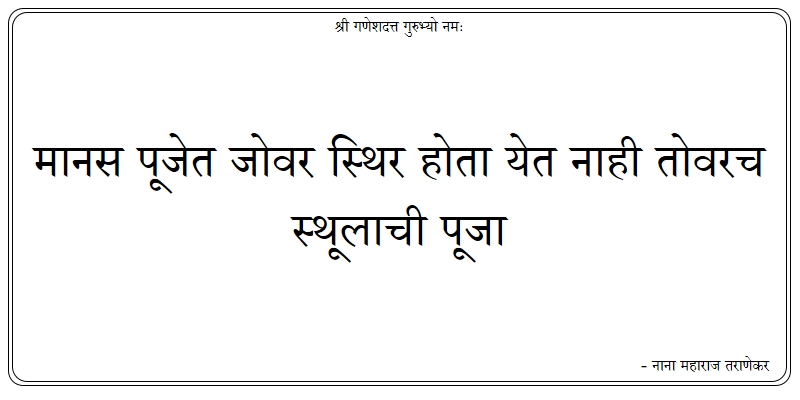 श्री गणेशदत्त गुरुभ्यो नमः
मानस पूजेत जोवर स्थिर होता येत नाही तोवरच
स्थूलाची पूजा
- नाना महाराज तराणेकर